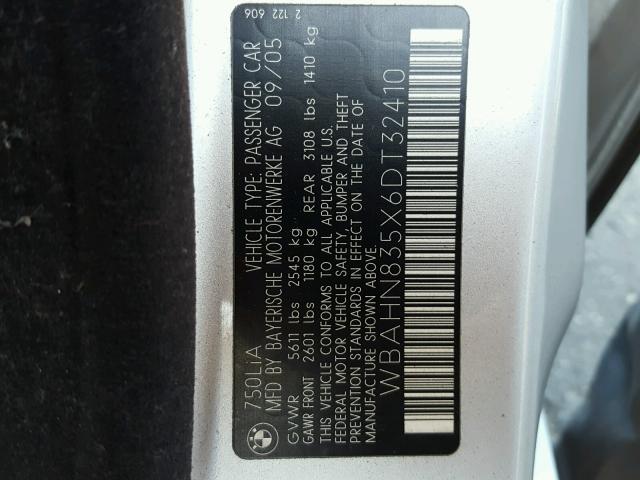 2 122 606
750LiA VEHICLE TYPE: PASSENGER CAR
MFD BY BAYERISCHE MOTORENWERKE AG 09/05
GVWR 5611 lbs 2545 kg
GAWR FRONT 2601 lbs 1180 kg REAR 3108 lbs 1410 kg
THIS VEHICLE CONFORMS TO ALL APPLICABLE U.S.
FEDERAL MOTOR VEHICLE SAFETY, BUMPER AND THEFT
PREVENTION STANDARDS IN EFFECT ON THE DATE
OF MANUFACTURE SHOWN ABOVE.
WBAHN835X6DT32410